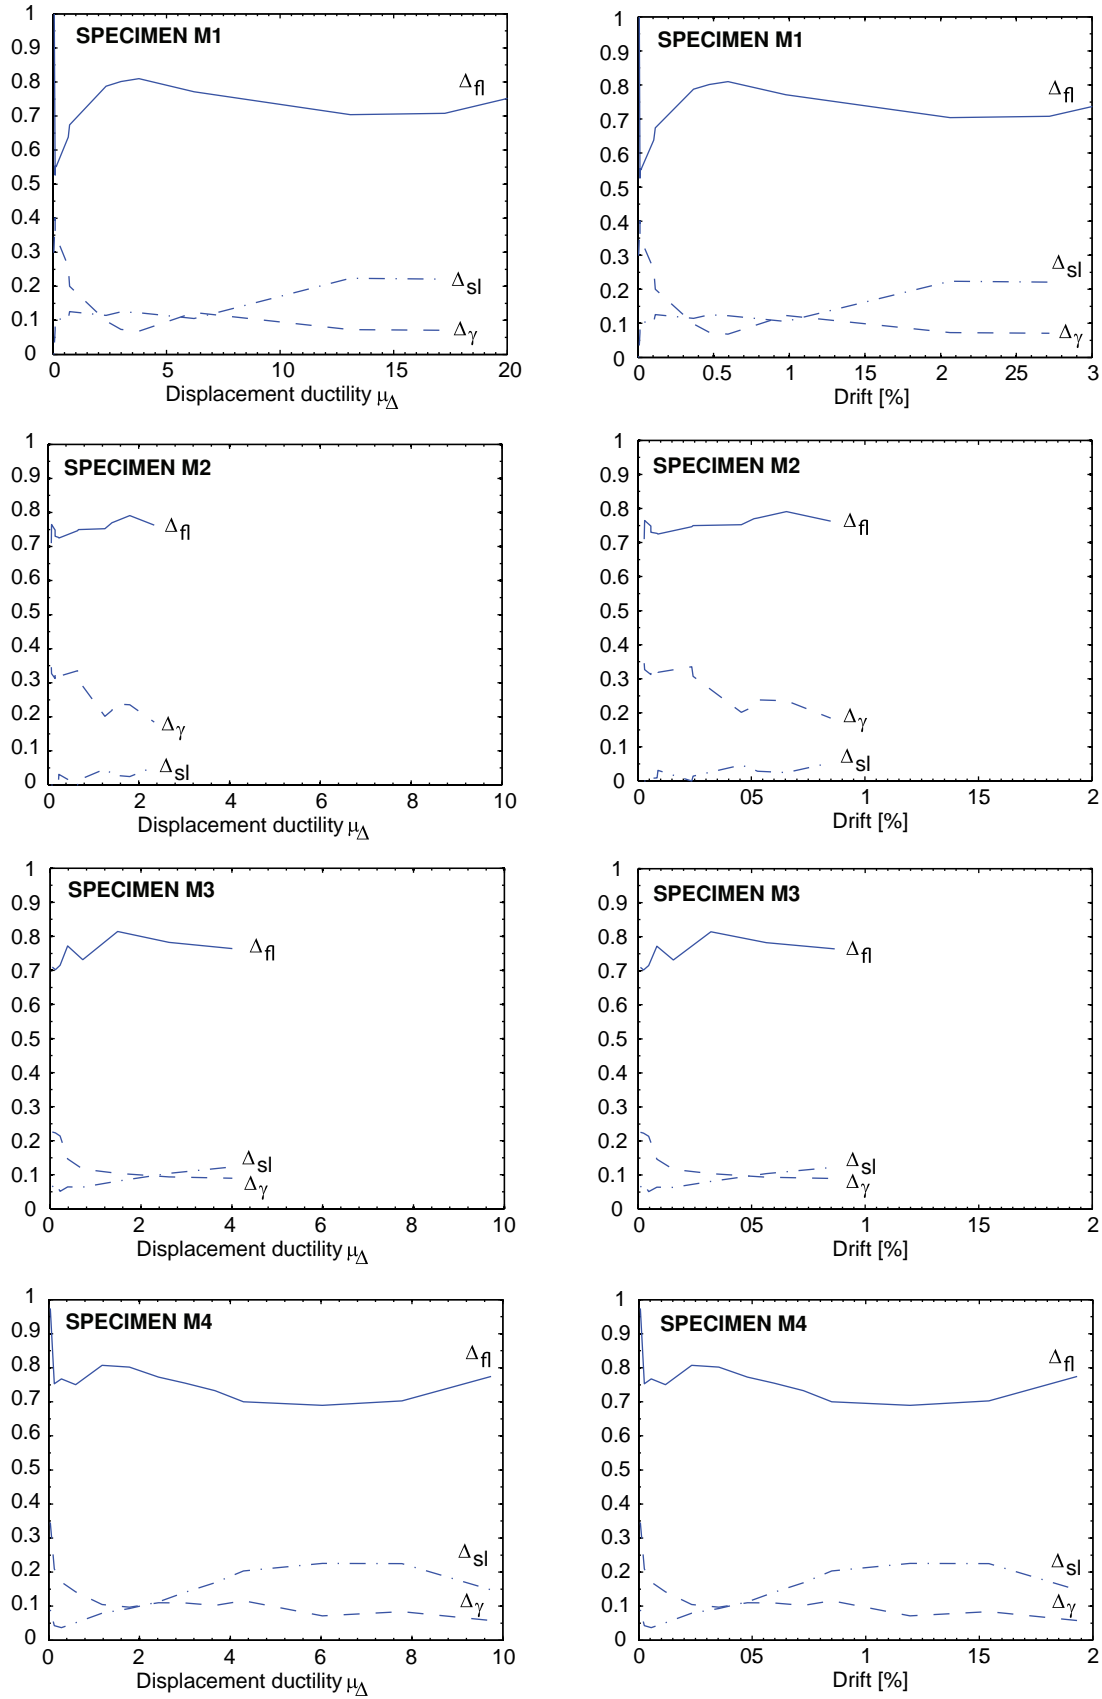 1
0.9
0.8
0.7
0.6
0.5
0.4
0.3
0.2
0.1
0
SPECIMEN M1
Δfl
Δsl
Δγ
0 5 10 15 20
Displacement ductility μΔ
1
0.9
0.8
0.7
0.6
0.5
0.4
0.3
0.2
0.1
0
SPECIMEN M1
Δfl
Δsl
Δγ
0 0.5 1 15 2 25 3
Drift [%]
1
0.9
0.8
0.7
0.6
0.5
0.4
0.3
0.2
0.1
0
SPECIMEN M2
Δfl
Δγ
Δsl
0 2 4 6 8 10
Displacement ductility μΔ
1
0.9
0.8
0.7
0.6
0.5
0.4
0.3
0.2
0.1
0
SPECIMEN M2
Δfl
Δγ
Δsl
0 05 1 15 2
Drift [%]
1
0.9
0.8
0.7
0.6
0.5
0.4
0.3
0.2
0.1
0
SPECIMEN M3
Δfl
Δsl
Δγ
0 2 4 6 8 10
Displacement ductility μΔ
1
0.9
0.8
0.7
0.6
0.5
0.4
0.3
0.2
0.1
0
SPECIMEN M3
Δfl
Δsl
Δγ
0 05 1 15 2
Drift [%]
1
0.9
0.8
0.7
0.6
0.5
0.4
0.3
0.2
0.1
0
SPECIMEN M4
Δfl
Δsl
Δγ
0 2 4 6 8 10
Displacement ductility μΔ
1
0.9
0.8
0.7
0.6
0.5
0.4
0.3
0.2
0.1
0
SPECIMEN M4
Δfl
Δsl
Δγ
0 05 1 15 2
Drift [%]